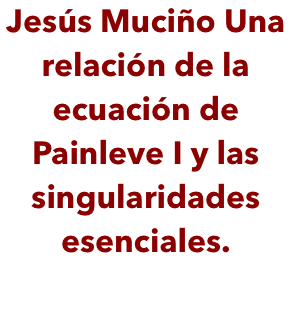 Jesús Muciño Una
relación de la
ecuación de
Painleve I y las
singularidades
esenciales.